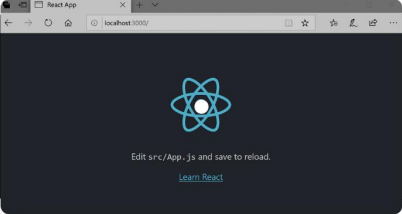 React App
localhost:3000/
Edit src/App.js and save to reload.
Learn React